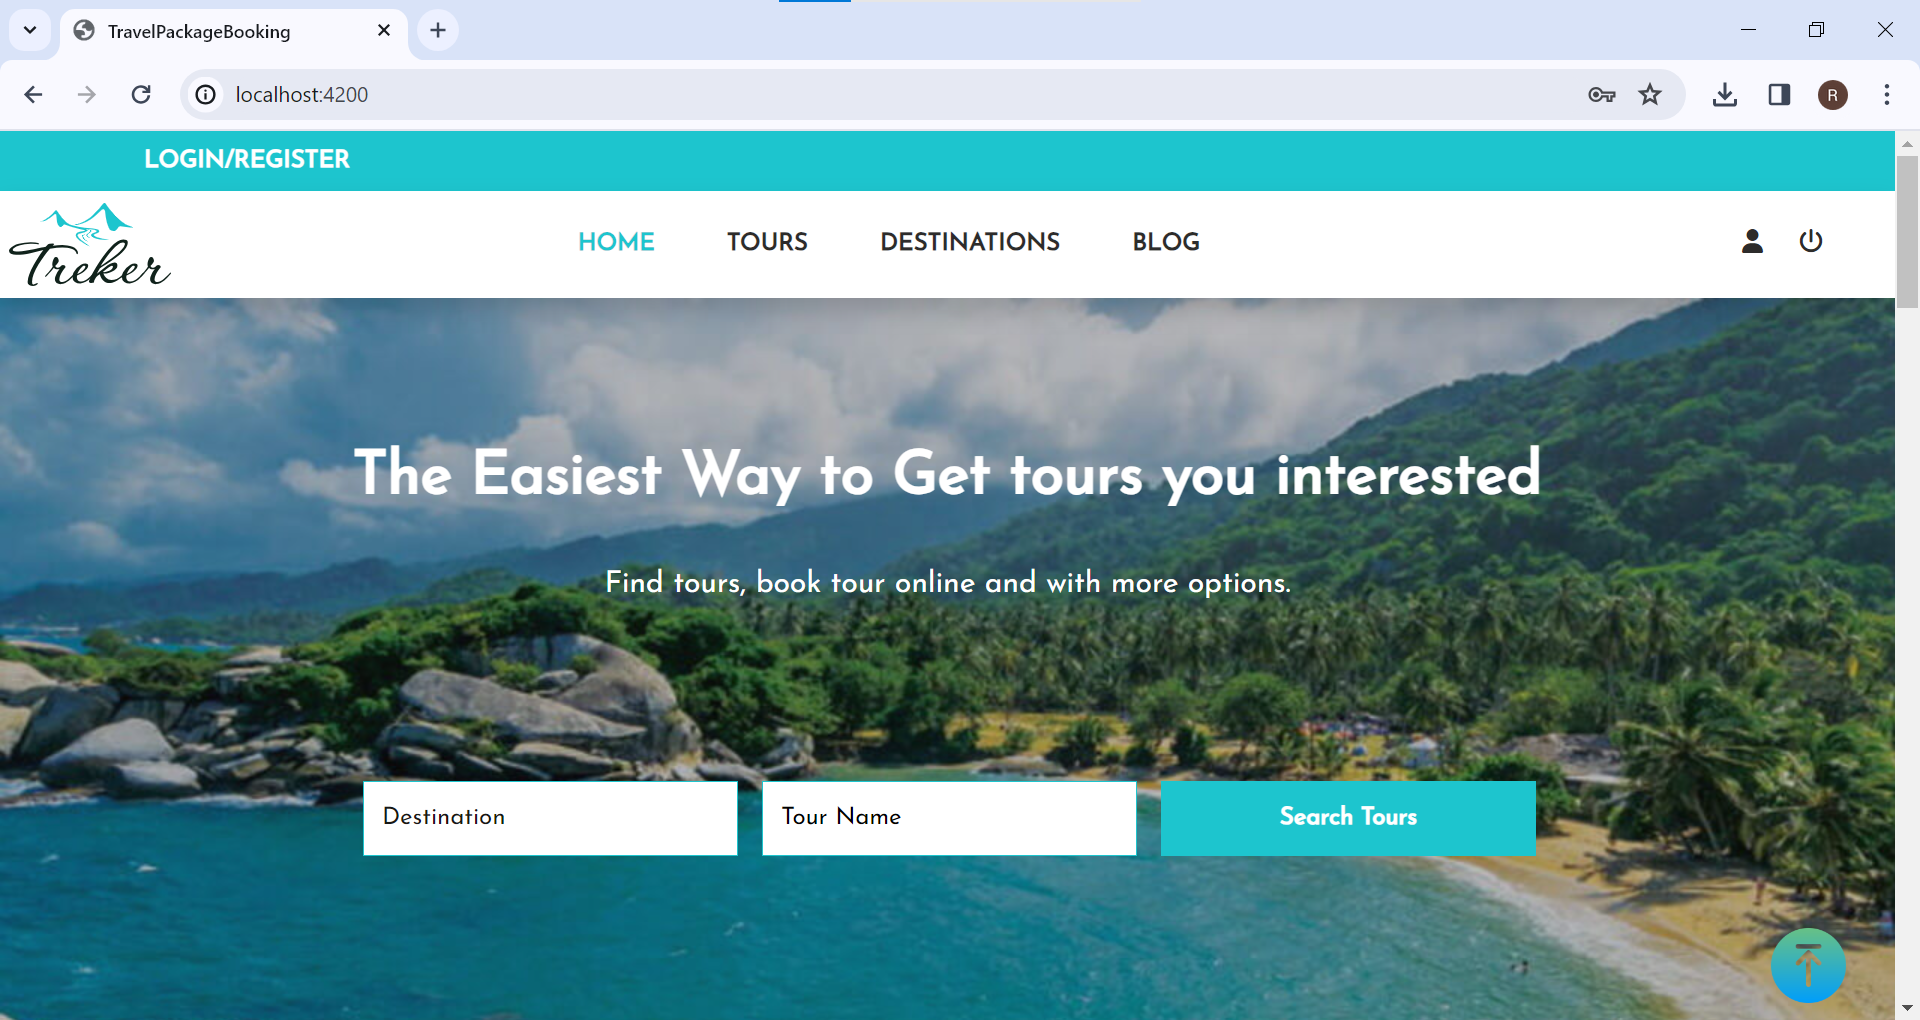 TravelPackageBooking
localhost:4200
R
LOGIN/REGISTER
Treker
HOME TOURS DESTINATIONS BLOG
The Easiest Way to Get tours you interested
Find tours, book tour online and with more options.
Destination Tour Name Search Tours